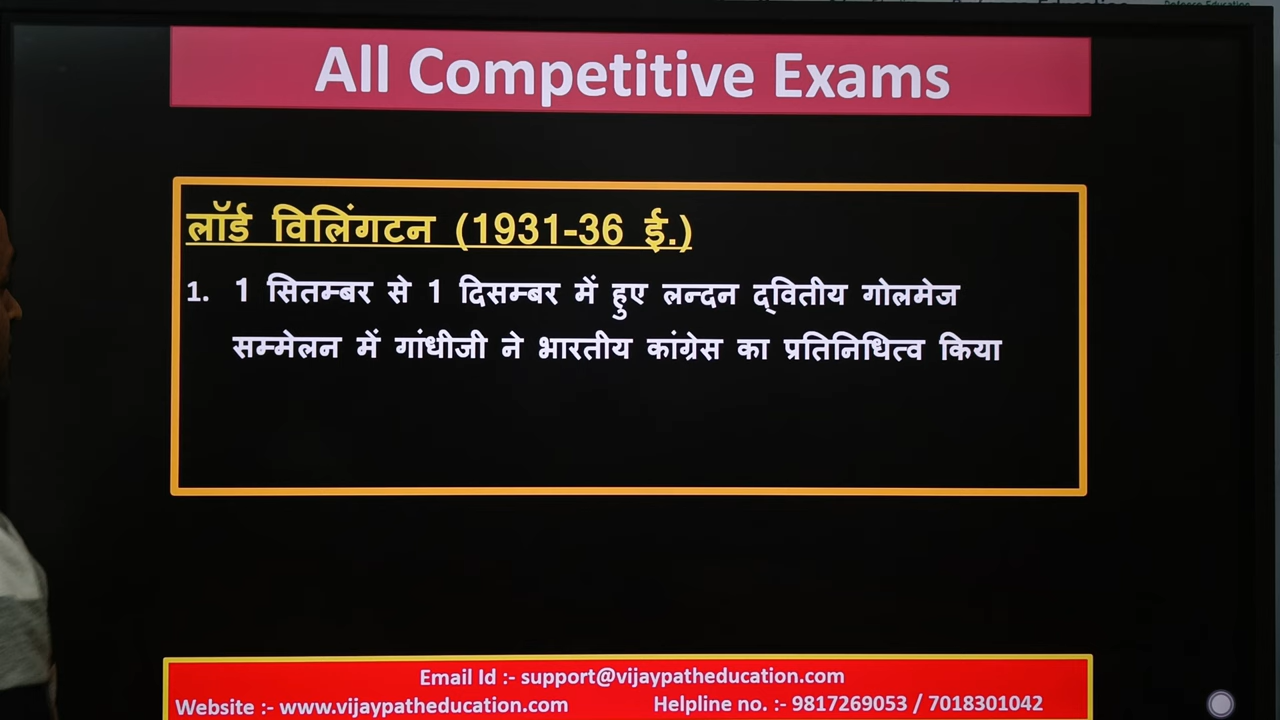 All Competitive Exams
लॉर्ड विलिंगटन (1931-36 ई.)
1. 1 सितम्बर से 1 दिसम्बर में हुए लन्दन द्वितीय गोलमेज
सम्मेलन में गांधीजी ने भारतीय कांग्रेस का प्रतिनिधित्व किया
Email Id :- support@vijaypatheducation.com
Website :- www.vijaypatheducation.com Helpline no. :- 9817269053 / 7018301042